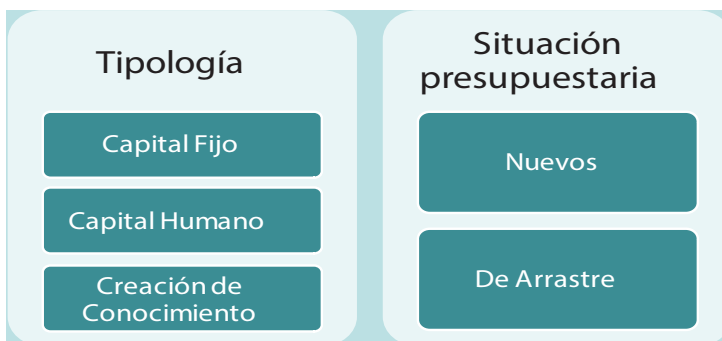 Tipología
Capital Fijo
Capital Humano
Creación de
Conocimiento
Situación
presupuestaria
Nuevos
De Arrastre